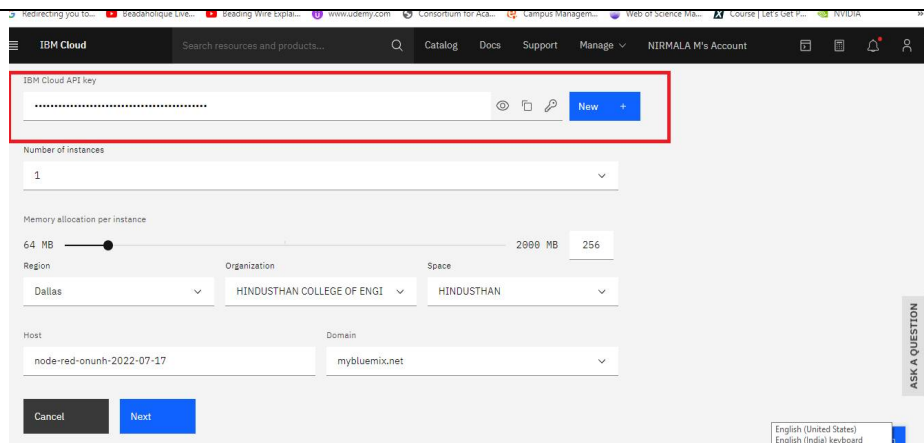 Redirecting you to... Beadaholique Live... Beading Wire Explai... www.udemy.com Consortium for Aca... Campus Managem... Web of Science Ma... Course | Let's Get P... NVIDIA
IBM Cloud Search resources and products... Catalog Docs Support Manage NIRMALA M's Account
IBM Cloud API key
New +
Number of instances
1
Memory allocation per instance
64 MB 2000 MB 256
Region Organization Space
Dallas HINDUSTHAN COLLEGE OF ENGI HINDUSTHAN
Host Domain
node-red-onunh-2022-07-17 mybluemix.net
Cancel Next
ASK A QUESTION
English (United States)
English (India) keyboard